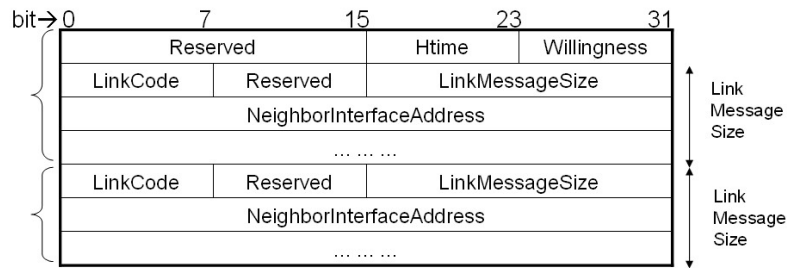 bit→0 7 15 23 31
Reserved Htime Willingness
LinkCode Reserved LinkMessageSize
NeighborInterfaceAddress
... ... ...
Link
Message
Size
LinkCode Reserved LinkMessageSize
NeighborInterfaceAddress
... ... ...
Link
Message
Size